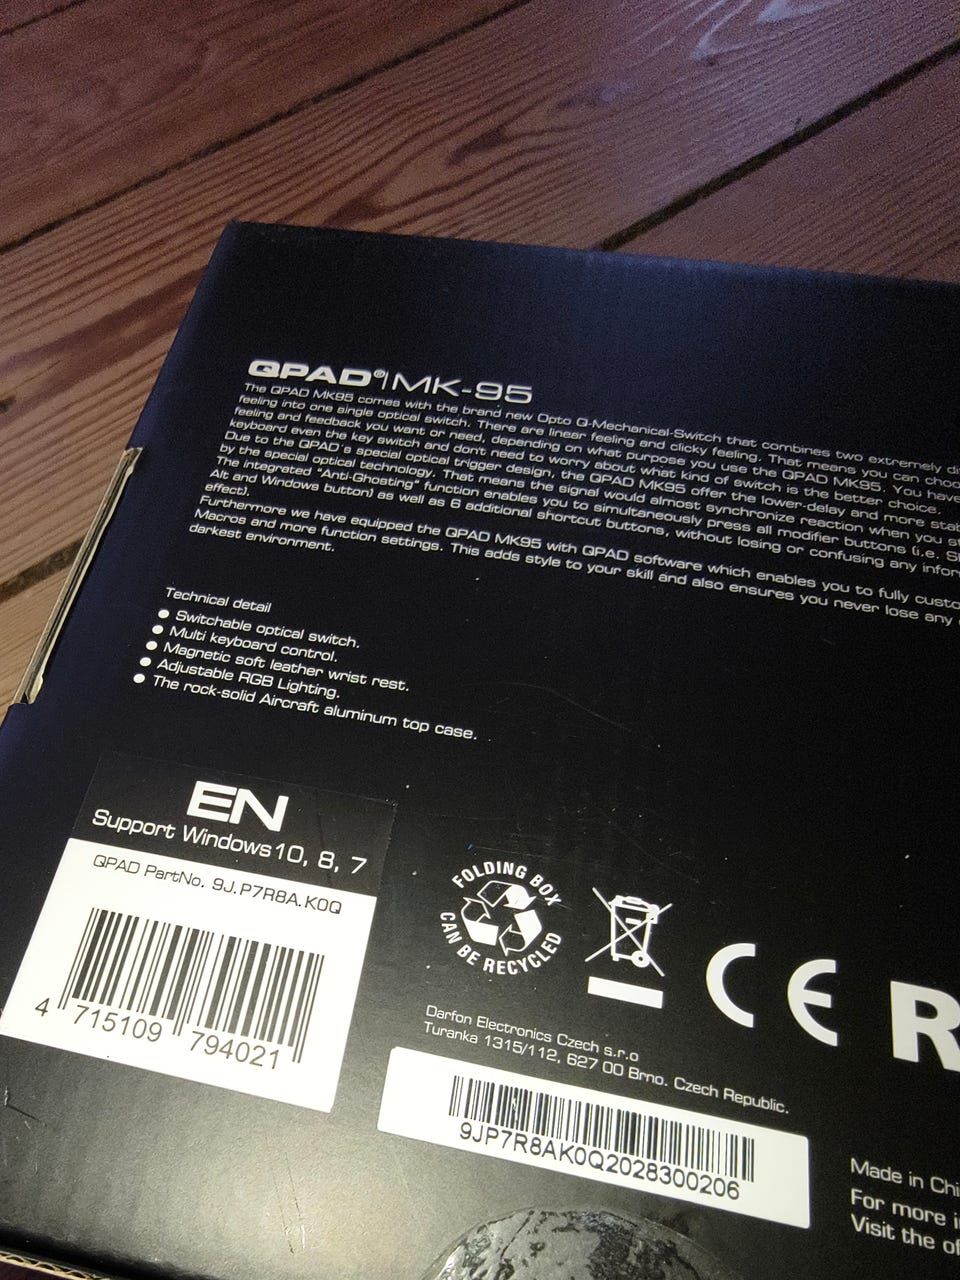 QPAD®|MK-95
The QPAD MK95 comes with the brand new Opto Q-Mechanical-Switch that combines two extremely di
feeling into one single optical switch. There are linear feeling and clicky feeling. That means you can choo
feeling and feedback you want or need, depending on what purpose you use the QPAD MK95. You have
keyboard even the key switch and don't need to worry about what kind of switch is the better choice.
Due to the QPAD's special optical trigger design, the QPAD MK95 offer the lower-delay and more stab
by the special optical technology. That means the signal would almost synchronize reaction when you st
The integrated "Anti-Ghosting" function enables you to simultaneously press all modifier buttons (i.e. S
Alt and Windows button) as well as 6 additional shortcut buttons, without losing or confusing any infor
effect).
Furthermore we have equipped the QPAD MK95 with QPAD software which enables you to fully custo
Macros and more function settings. This adds style to your skill and also ensures you never lose any
darkest environment.
Technical detail
● Switchable optical switch.
● Multi keyboard control.
● Magnetic soft leather wrist rest.
● Adjustable RGB Lighting.
● The rock-solid Aircraft aluminum top case.
EN
Support Windows10, 8, 7
QPAD PartNo. 9J.P7R8A.K0Q
4 715109 794021
FOLDING BOX
CAN BE RECYCLED
CE
R
Darfon Electronics Czech s.r.o
Turanka 1315/112, 627 00 Brno. Czech Republic.
9JP7R8AK0Q2028300206
Made in Chi
For more i
Visit the of